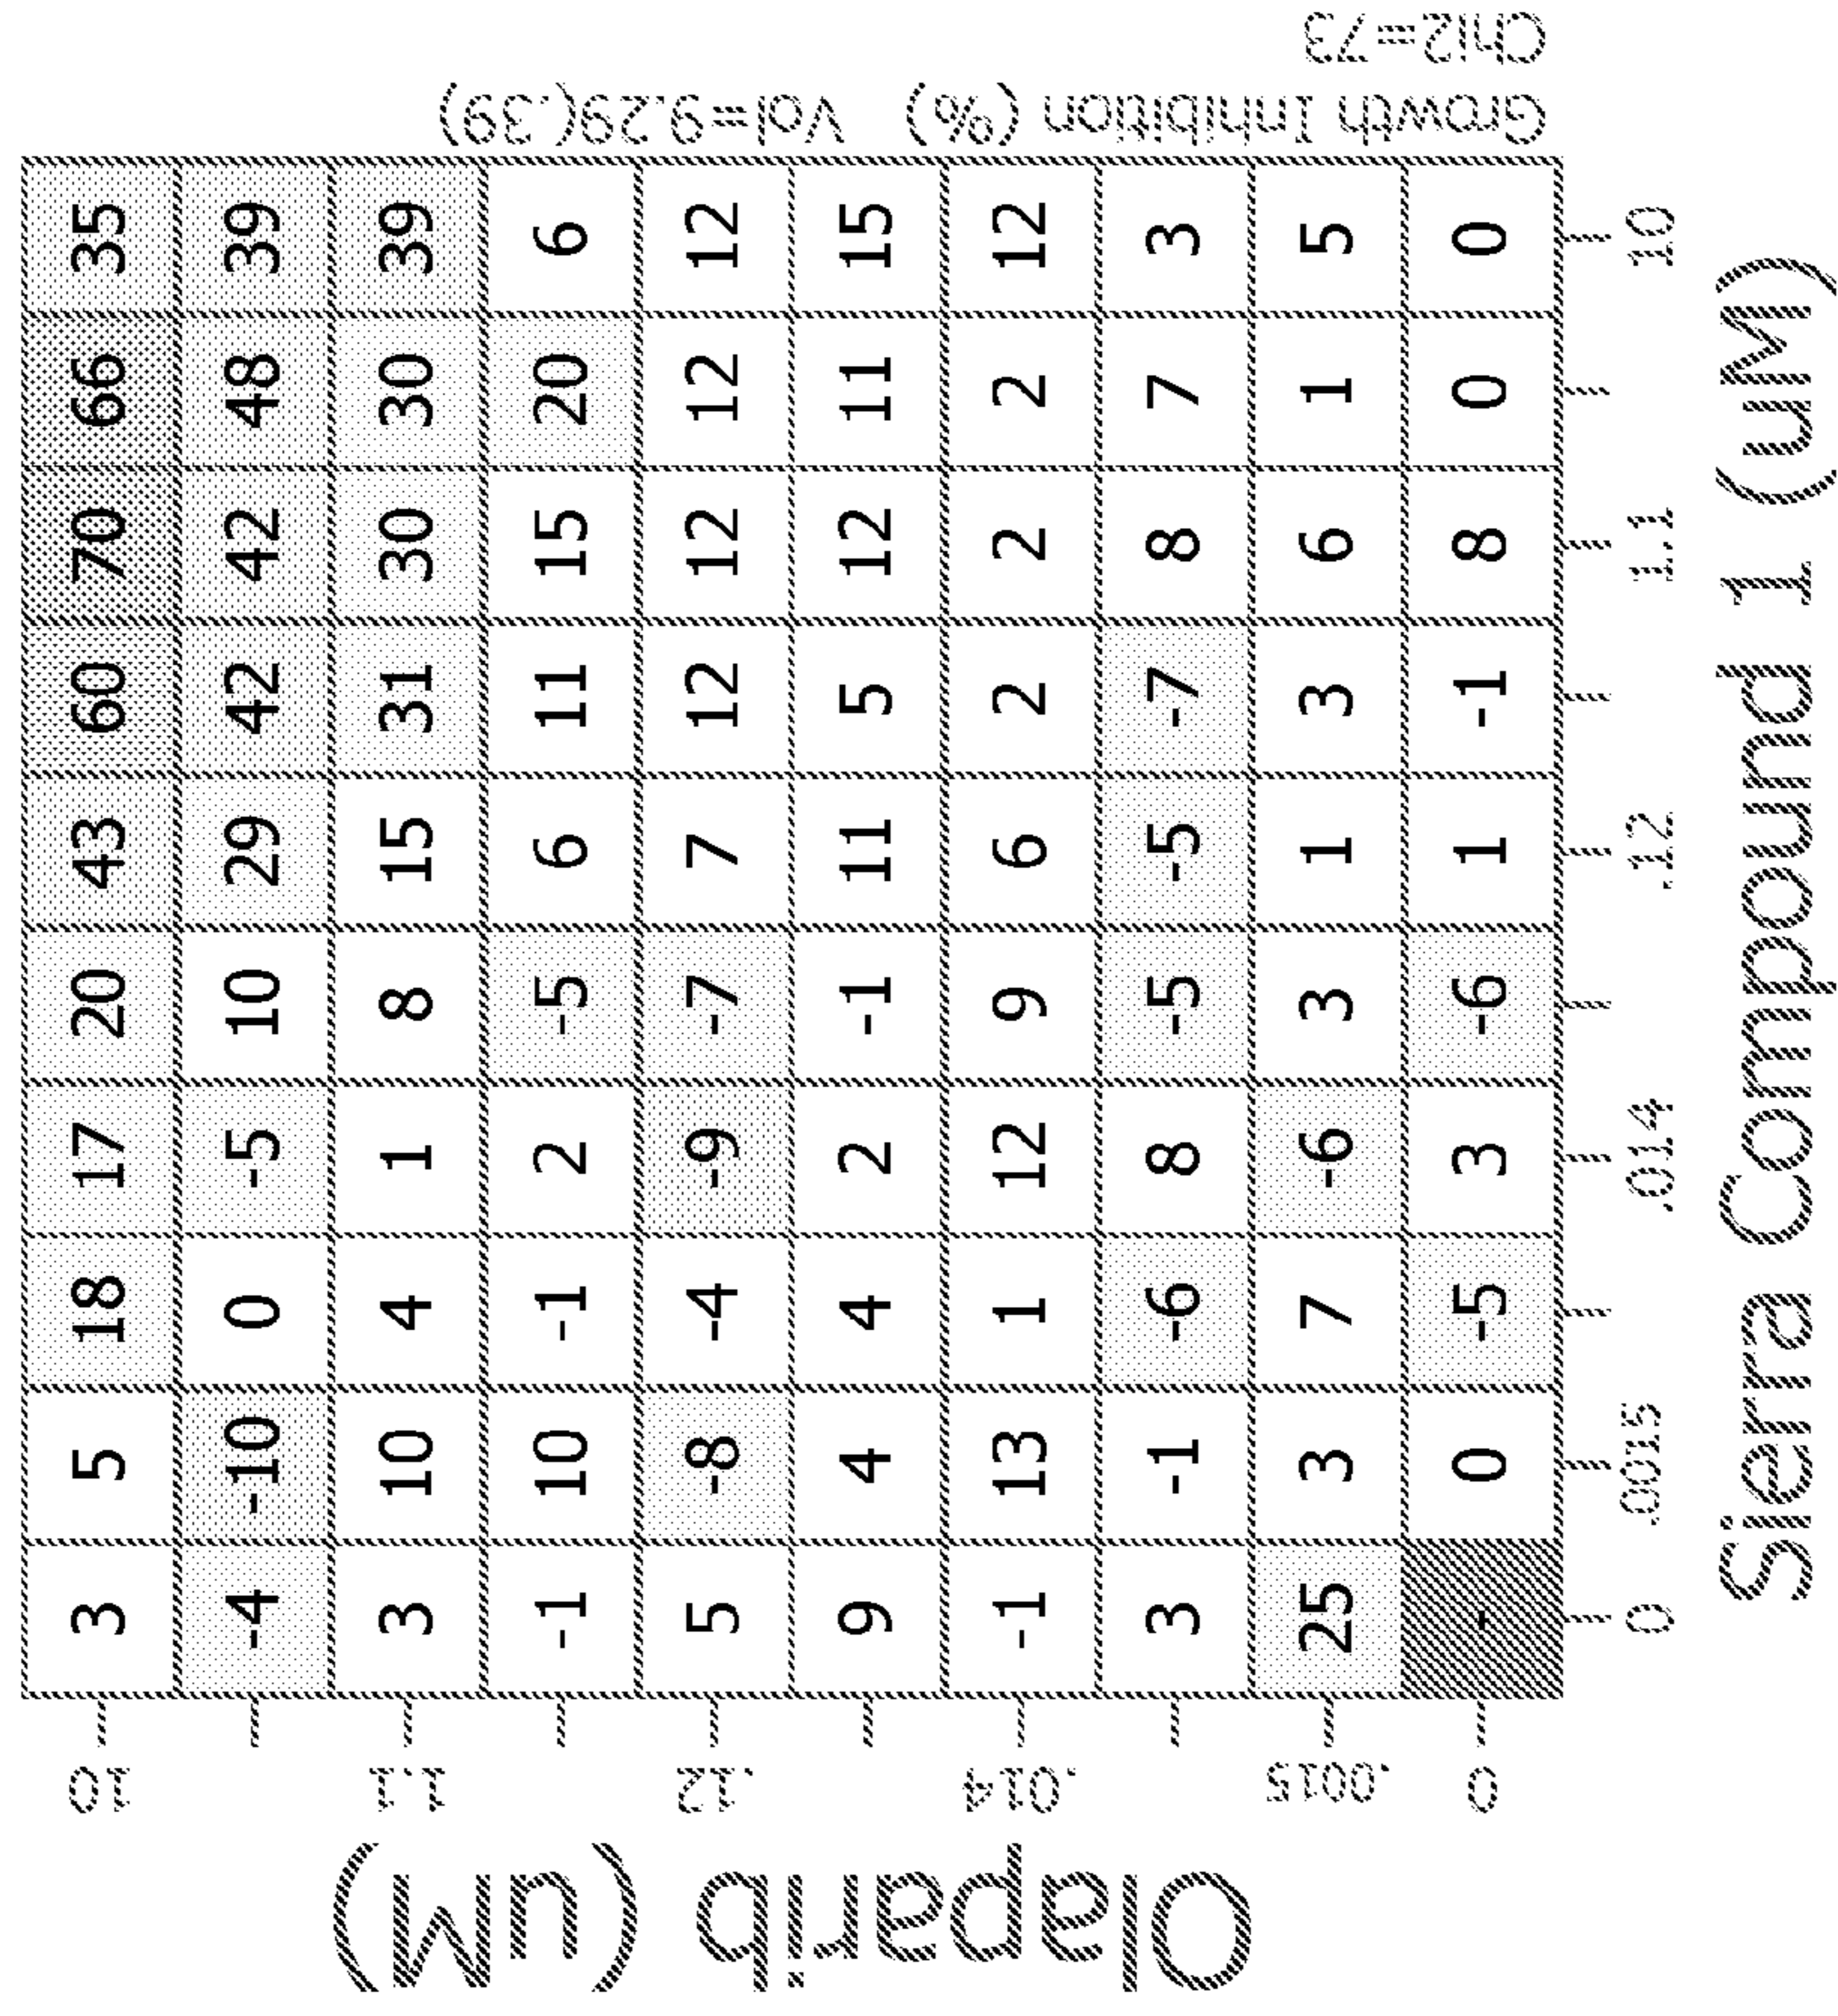 Olaparib (uM)
10 3 5 18 17 20 43 60 70 66 35
-4 -10 0 -5 10 29 42 42 48 39
1.1 3 10 4 1 8 15 31 30 30 39
-1 10 -1 2 -5 6 11 15 20 6
.12 5 -8 -4 -9 -7 7 12 12 12 12
9 4 4 2 -1 11 5 12 11 15
.014 -1 13 1 12 9 6 2 2 2 12
3 -1 -6 8 -5 -5 -7 8 7 3
.0015 25 3 7 -6 3 1 3 6 1 5
0 - 0 -5 3 -6 1 -1 8 0 0
0 .0015 .014 .12 1.1 10
Sierra Compound 1 (uM)
Growth Inhibition (%) Vol=9.29(.39)
Chi2=73